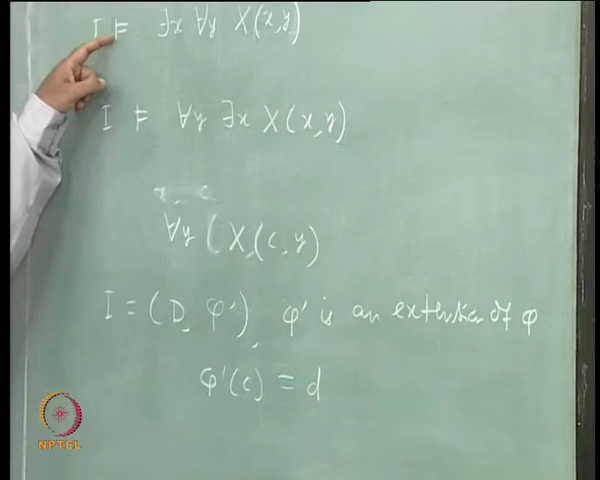 I ⊨ ∃x ∀y X(x,y)
I ⊨ ∀y ∃x X(x,y)
x c
∀y (X(c,y)
I = (D, φ'), φ' is an extension of φ
φ'(c) = d
NPTEL